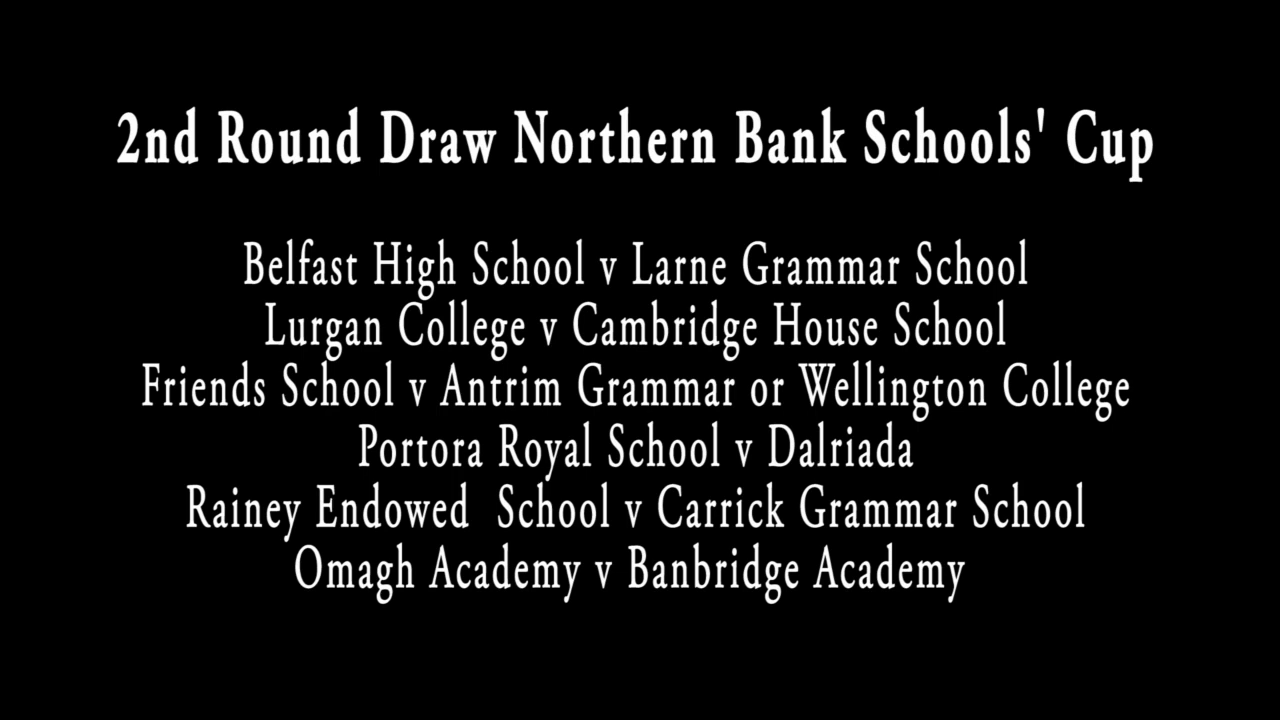 2nd Round Draw Northern Bank Schools' Cup
Belfast High School v Larne Grammar School
Lurgan College v Cambridge House School
Friends School v Antrim Grammar or Wellington College
Portora Royal School v Dalriada
Rainey Endowed  School v Carrick Grammar School
Omagh Academy v Banbridge Academy